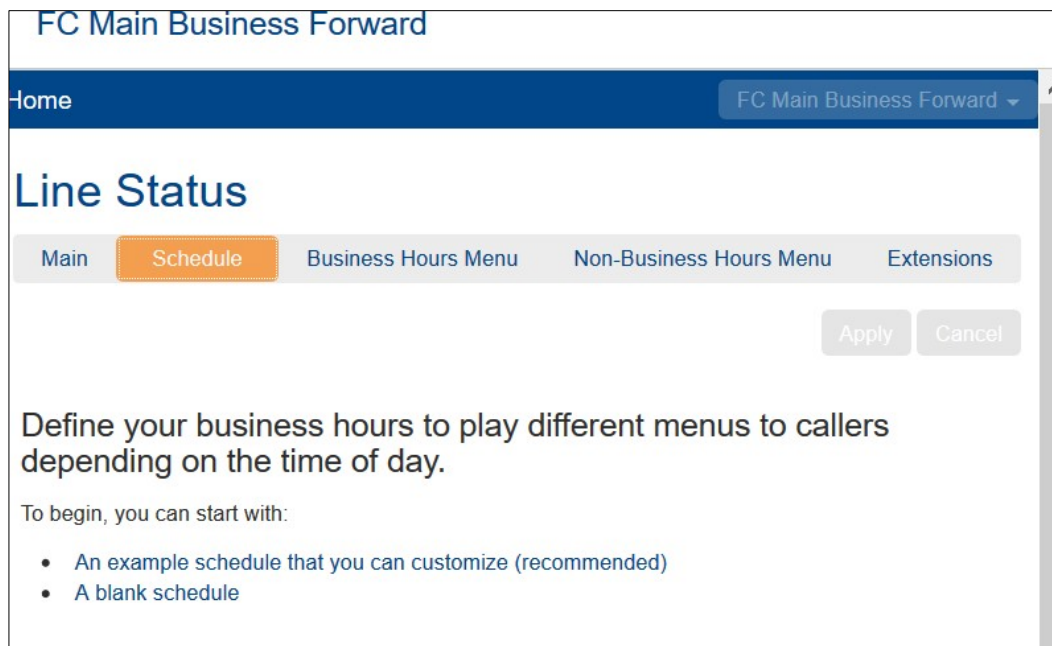 FC Main Business Forward
Home
FC Main Business Forward
Line Status
Main Schedule Business Hours Menu Non-Business Hours Menu Extensions
Apply Cancel
Define your business hours to play different menus to callers
depending on the time of day.
To begin, you can start with:
• An example schedule that you can customize (recommended)
• A blank schedule